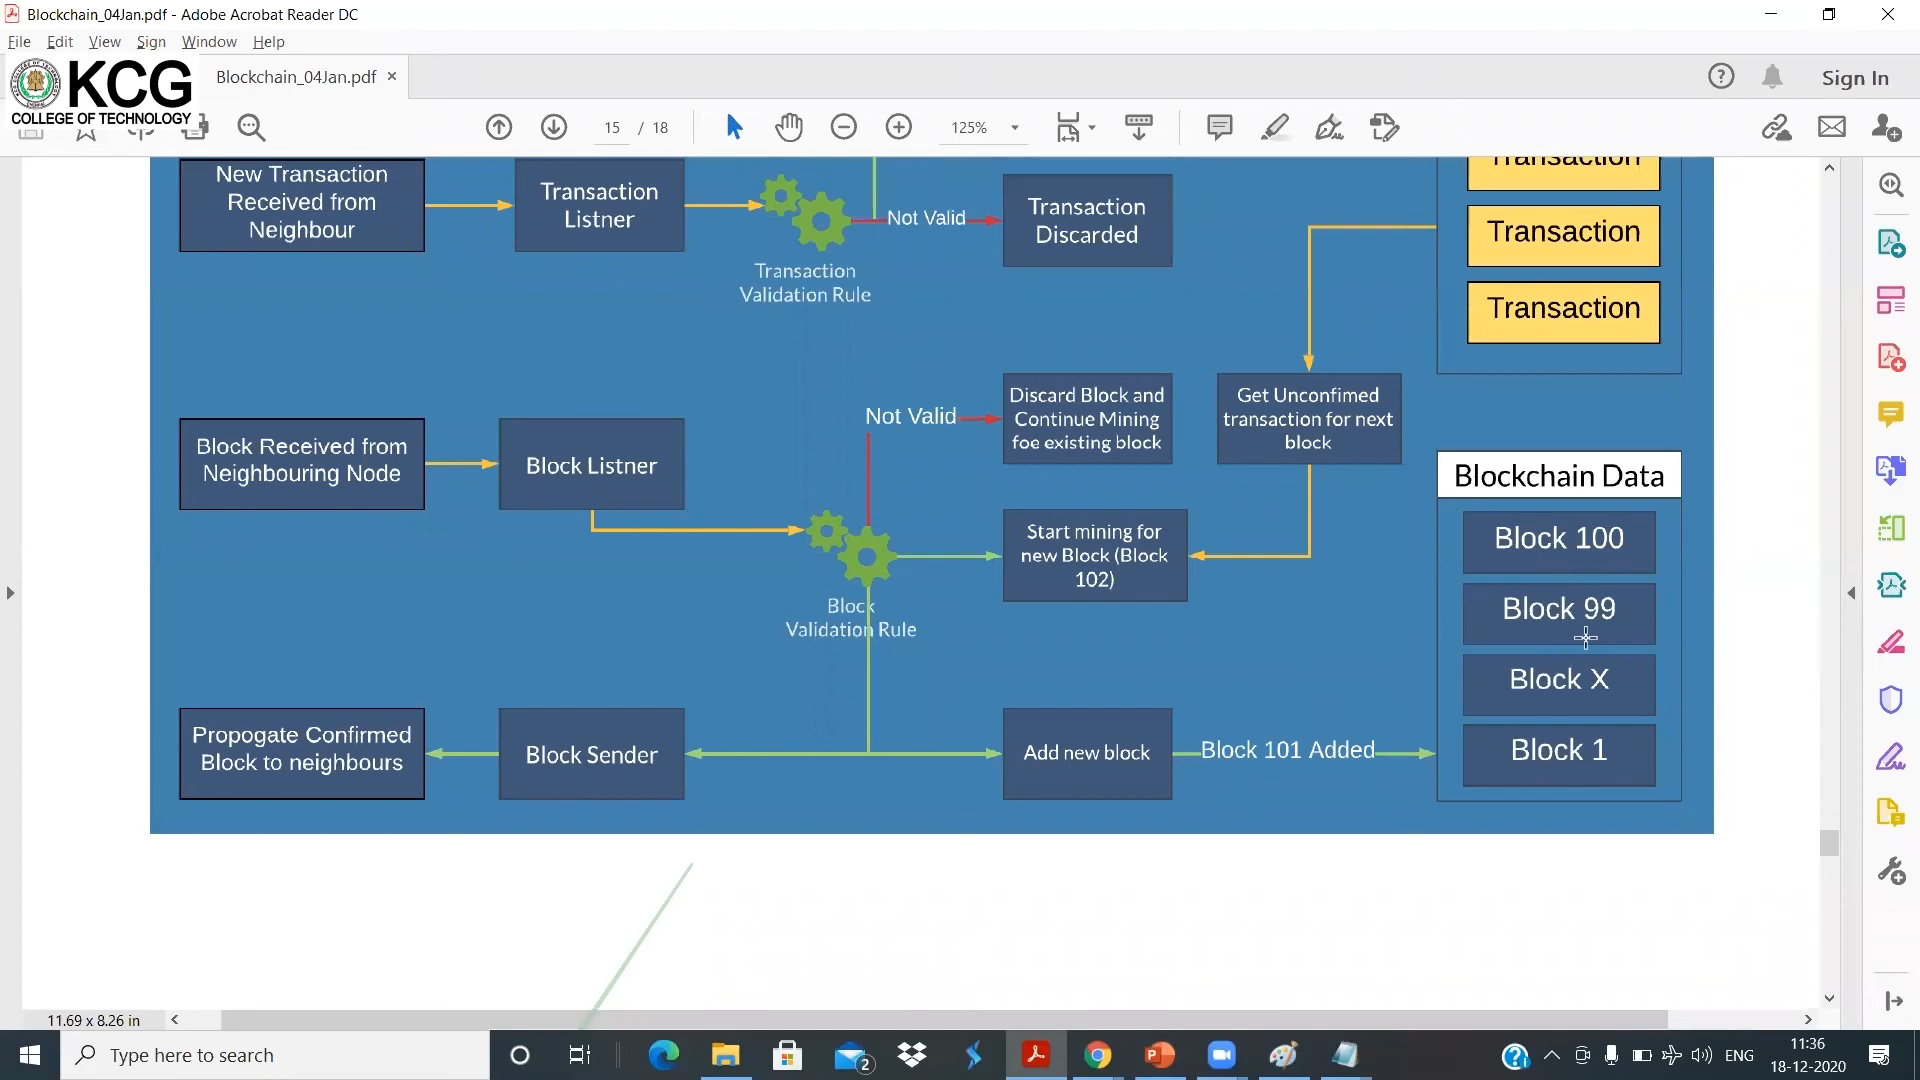 Blockchain_04Jan.pdf - Adobe Acrobat Reader DC
File Edit View Sign Window Help
KCG
COLLEGE OF TECHNOLOGY
Blockchain_04Jan.pdf
Sign In
15 / 18
125%
New Transaction
Received from
Neighbour
Transaction
Listner
Not Valid
Transaction
Discarded
Transaction
Validation Rule
Transaction
Transaction
Transaction
Block Received from
Neighbouring Node
Block Listner
Not Valid
Discard Block and
Continue Mining
foe existing block
Get Unconfimed
transaction for next
block
Start mining for
new Block (Block
102)
Block
Validation Rule
Blockchain Data
Block 100
Block 99
Block X
Block 1
Propogate Confirmed
Block to neighbours
Block Sender
Add new block
Block 101 Added
11.69 x 8.26 in
Type here to search
2
ENG
11:36
18-12-2020